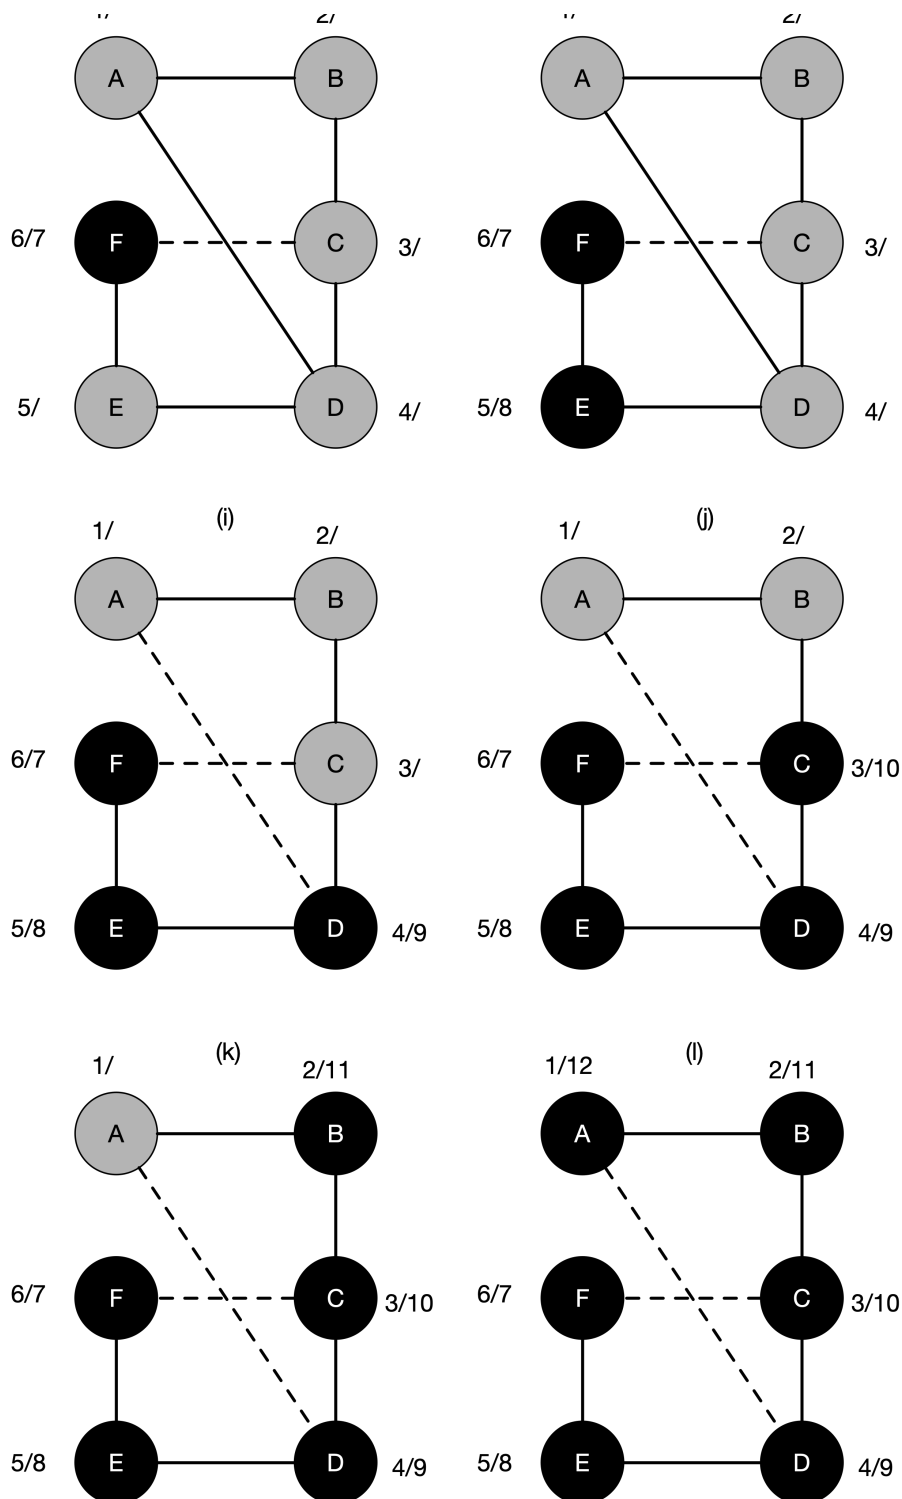 1/ 2/ 1/ 2/
A B A B
6/7 F C 3/ 6/7 F C 3/
5/ E D 4/ 5/8 E D 4/
(i) (j)
1/ 2/ 1/ 2/
A B A B
6/7 F C 3/ 6/7 F C 3/10
5/8 E D 4/9 5/8 E D 4/9
(k) (l)
1/ 2/11 1/12 2/11
A B A B
6/7 F C 3/10 6/7 F C 3/10
5/8 E D 4/9 5/8 E D 4/9